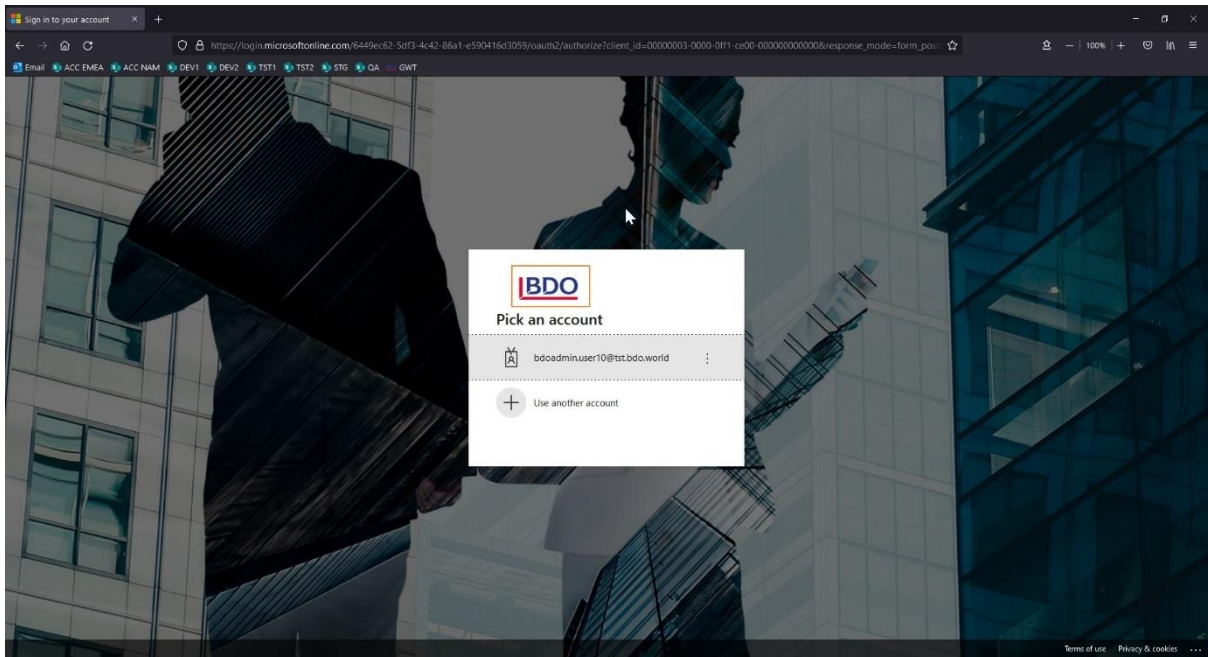 Sign in to your account
https://login.microsoftonline.com/6449ec62-5df3-4c42-86a1-e590416d3059/oauth2/authorize?client_id=00000003-0000-0ff1-ce00-000000000000&response_mode=form_post
100%
Email ACC EMEA ACC NAM DEV1 DEV2 TST1 TST2 STG QA GWT
BDO
Pick an account
bdoadmin.user10@tst.bdo.world
Use another account
Terms of use Privacy & cookies ...